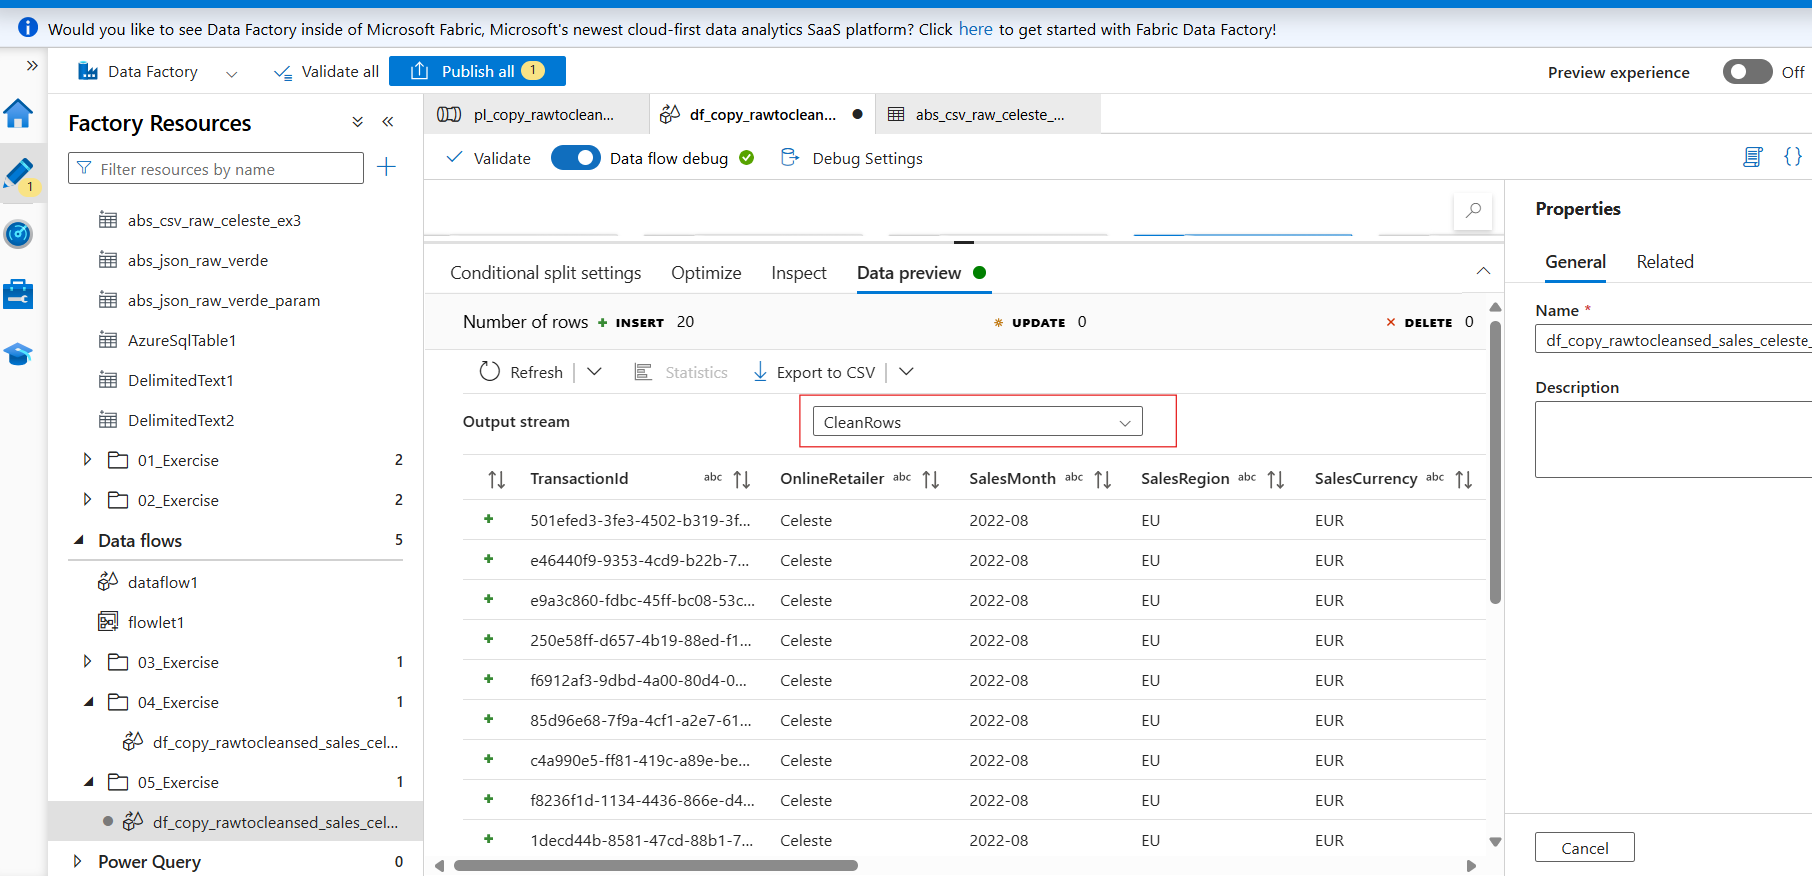 Would you like to see Data Factory inside of Microsoft Fabric, Microsoft's newest cloud-first data analytics SaaS platform? Click here to get started with Fabric Data Factory!
Data Factory
Validate all
Publish all 1
Preview experience
Off
1
Factory Resources
Filter resources by name
abs_csv_raw_celeste_ex3
abs_json_raw_verde
abs_json_raw_verde_param
AzureSqlTable1
DelimitedText1
DelimitedText2
01_Exercise 2
02_Exercise 2
Data flows 5
dataflow1
flowlet1
03_Exercise 1
04_Exercise 1
df_copy_rawtocleansed_sales_cel...
05_Exercise 1
df_copy_rawtocleansed_sales_cel...
Power Query 0
pl_copy_rawtoclean...
df_copy_rawtoclean...
abs_csv_raw_celeste_...
Validate
Data flow debug
Debug Settings
{}
Conditional split settings
Optimize
Inspect
Data preview
Number of rows + INSERT 20
UPDATE 0
DELETE 0
Refresh
Statistics
Export to CSV
Output stream
CleanRows
TransactionId abc OnlineRetailer abc SalesMonth abc SalesRegion abc SalesCurrency abc
+ 501efed3-3fe3-4502-b319-3f... Celeste 2022-08 EU EUR
+ e46440f9-9353-4cd9-b22b-7... Celeste 2022-08 EU EUR
+ e9a3c860-fdbc-45ff-bc08-53c... Celeste 2022-08 EU EUR
+ 250e58ff-d657-4b19-88ed-f1... Celeste 2022-08 EU EUR
+ f6912af3-9dbd-4a00-80d4-0... Celeste 2022-08 EU EUR
+ 85d96e68-7f9a-4cf1-a2e7-61... Celeste 2022-08 EU EUR
+ c4a990e5-ff81-419c-a89e-be... Celeste 2022-08 EU EUR
+ f8236f1d-1134-4436-866e-d4... Celeste 2022-08 EU EUR
+ 1decd44b-8581-47cd-88b1-7... Celeste 2022-08 EU EUR
Properties
General
Related
Name *
df_copy_rawtocleansed_sales_celeste_
Description
Cancel